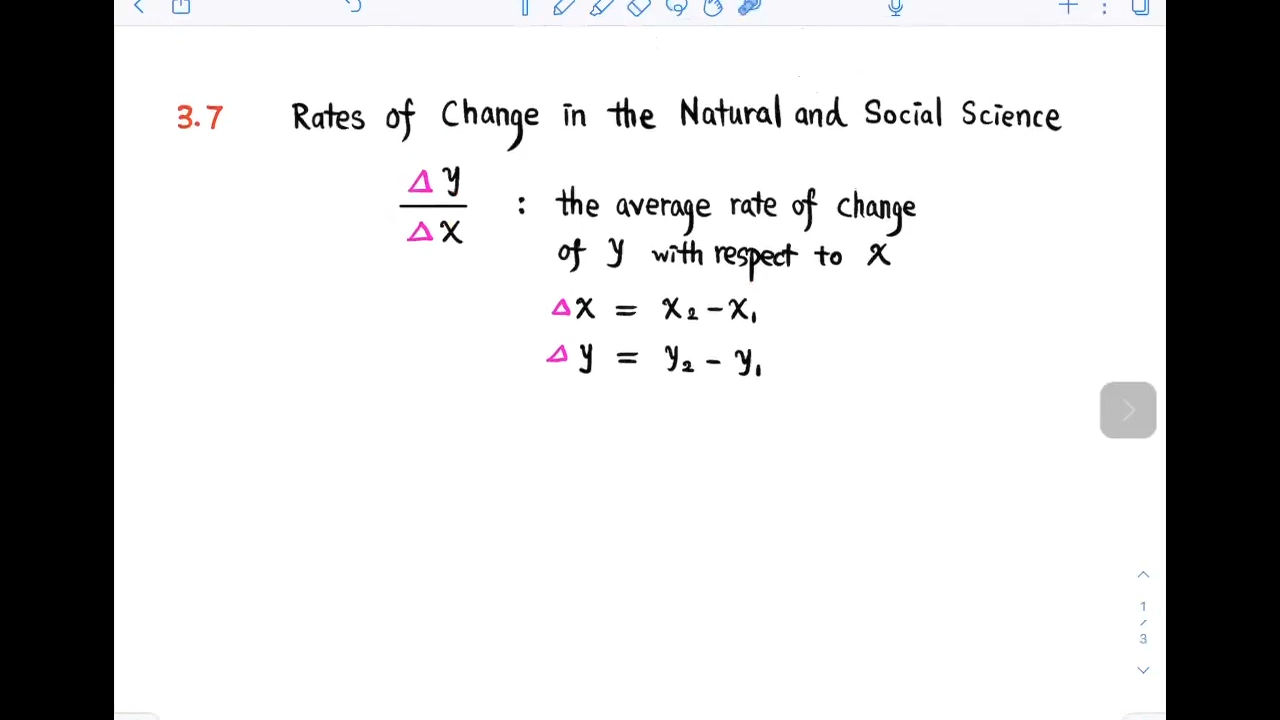 3.7 Rates of Change in the Natural and Social Science
Δy
Δx
: the average rate of change
of y with respect to x
Δx = x₂ - x₁
Δy = y₂ - y₁
1
/
3